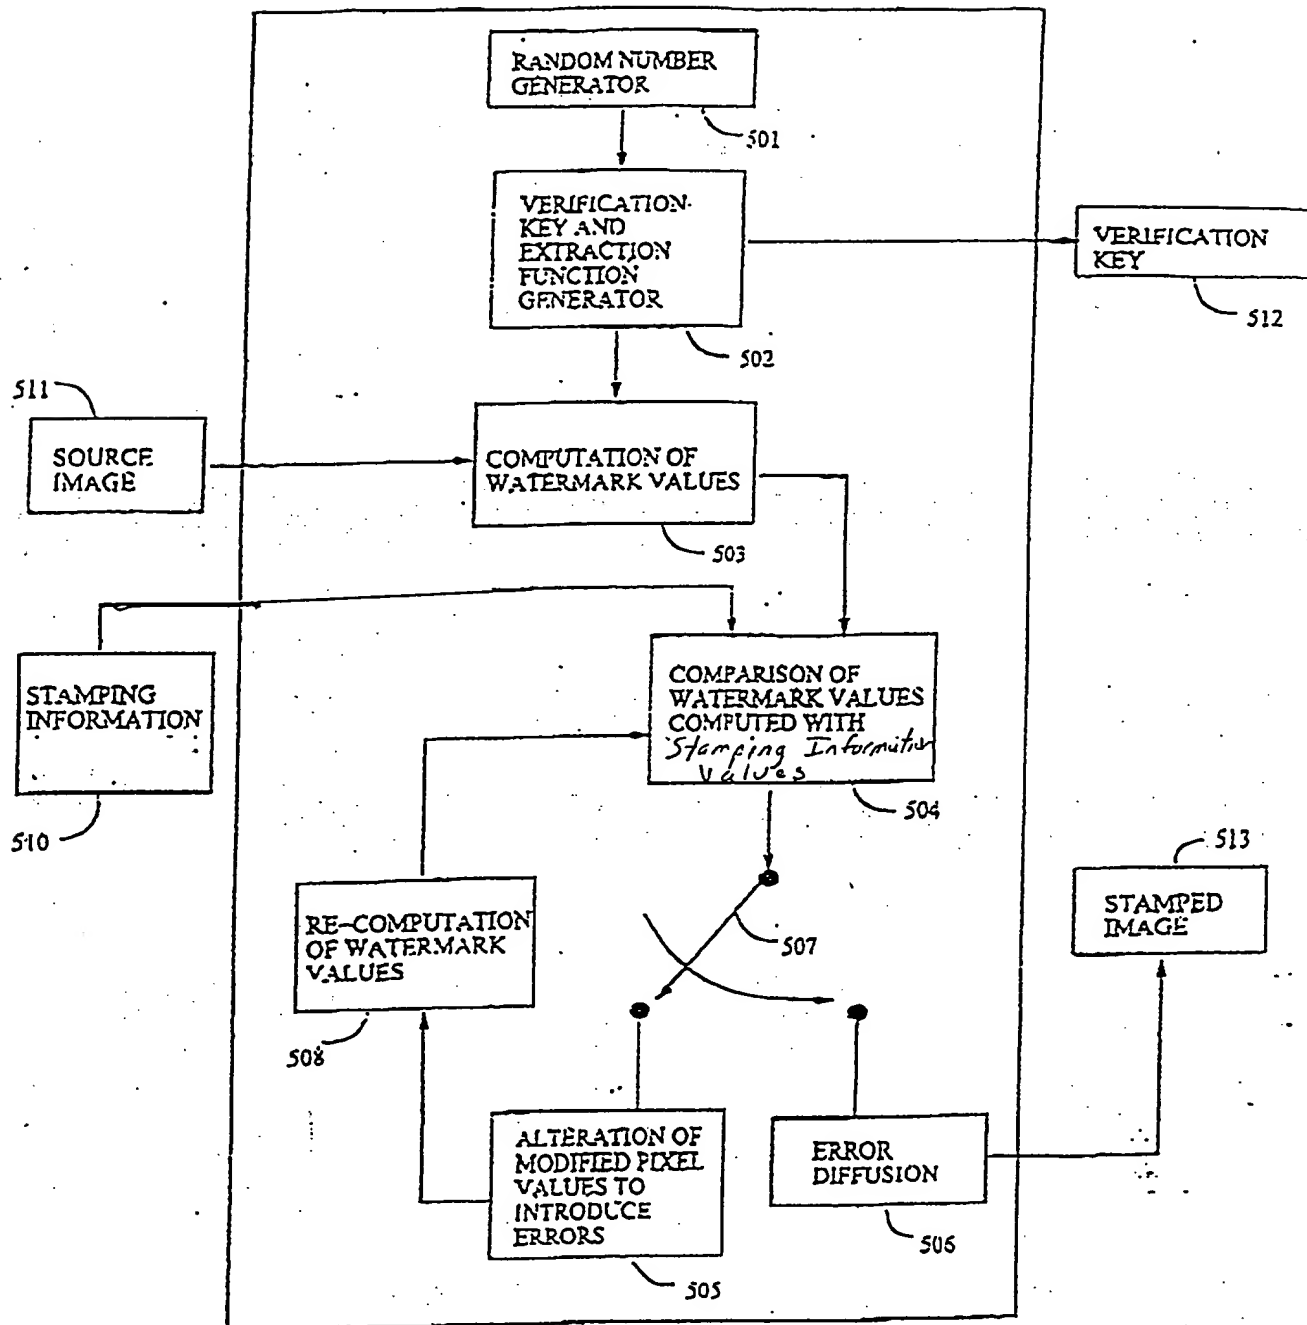 RANDOM NUMBER
GENERATOR
501
VERIFICATION-
KEY AND
EXTRACTION
FUNCTION
GENERATOR
502
VERIFICATION
KEY
512
511
SOURCE
IMAGE
COMPUTATION OF
WATERMARK VALUES
503
STAMPING
INFORMATION
510
COMPARISON OF
WATERMARK VALUES
COMPUTED WITH
Stamping Information
Values
504
513
STAMPED
IMAGE
RE-COMPUTATION
OF WATERMARK
VALUES
508
507
ALTERATION OF
MODIFIED PIXEL
VALUES TO
INTRODUCE
ERRORS
505
ERROR
DIFFUSION
506